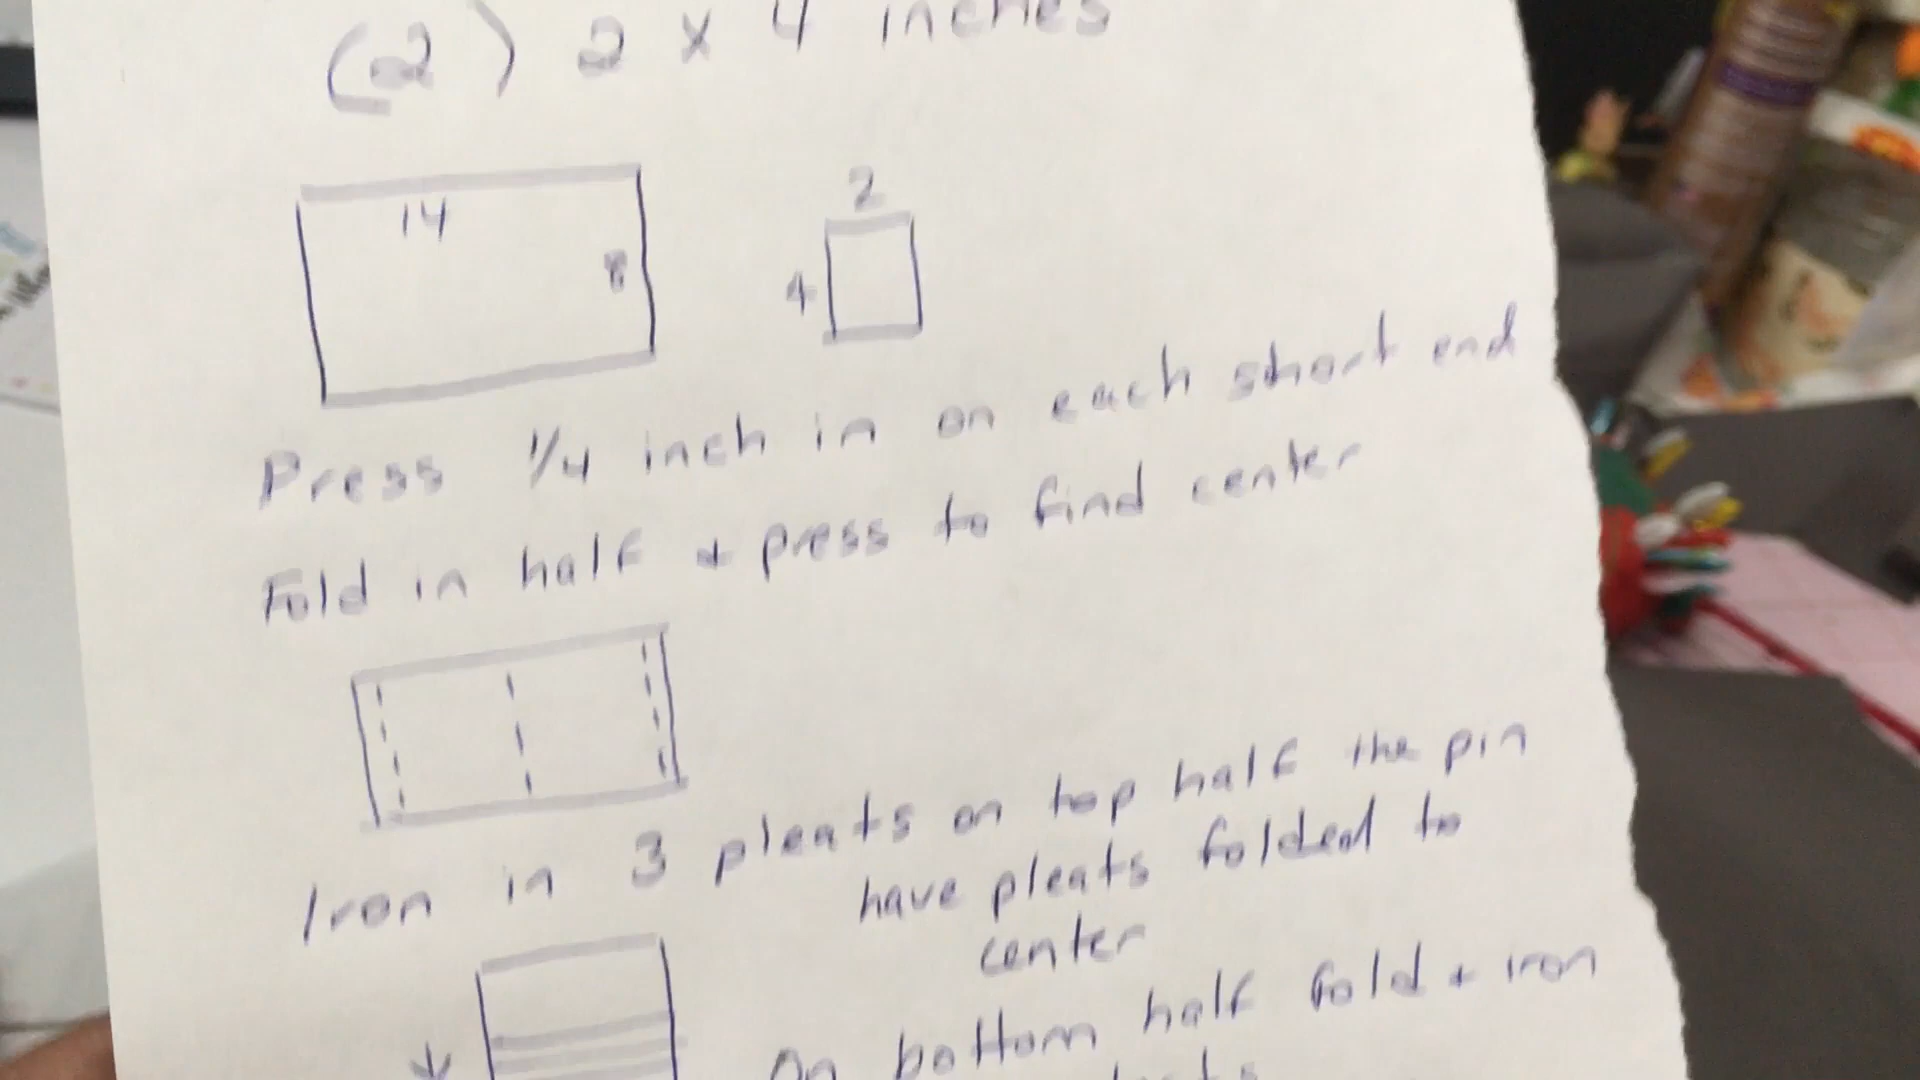 (2) 2 x 4 inches
14
8
2
4
Press 1/4 inch in on each short end
Fold in half + press to find center
Iron in 3 pleats on top half the pin
have pleats folded to
center
On bottom half fold + iron